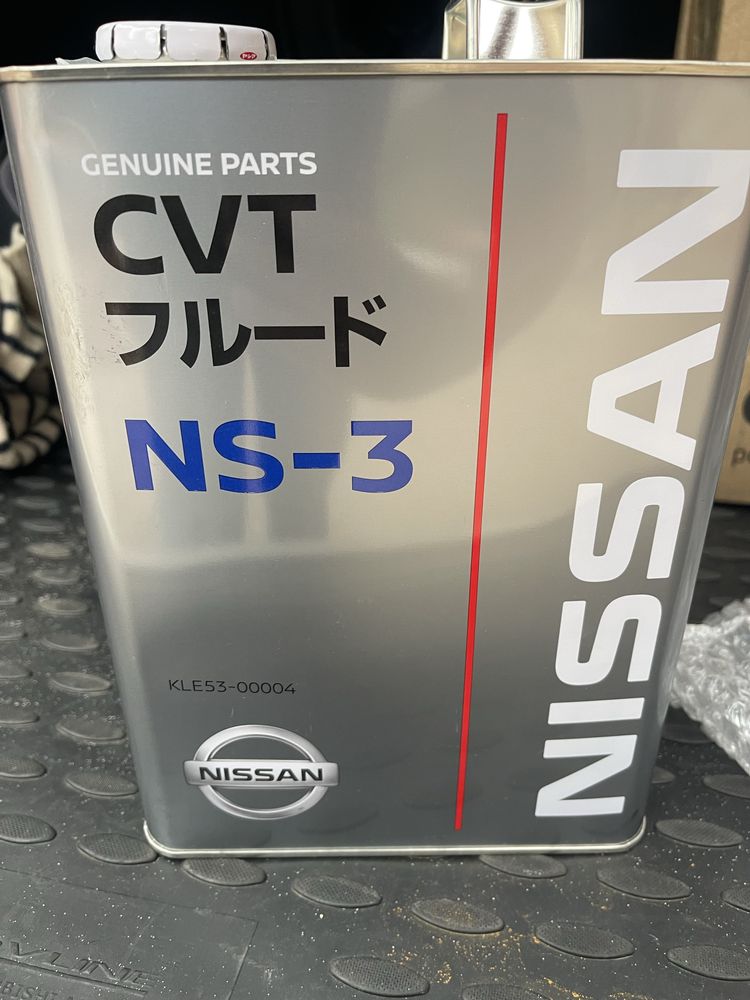 GENUINE PARTS
CVT
フルード
NS-3
KLE53-00004
NISSAN
NISSAN